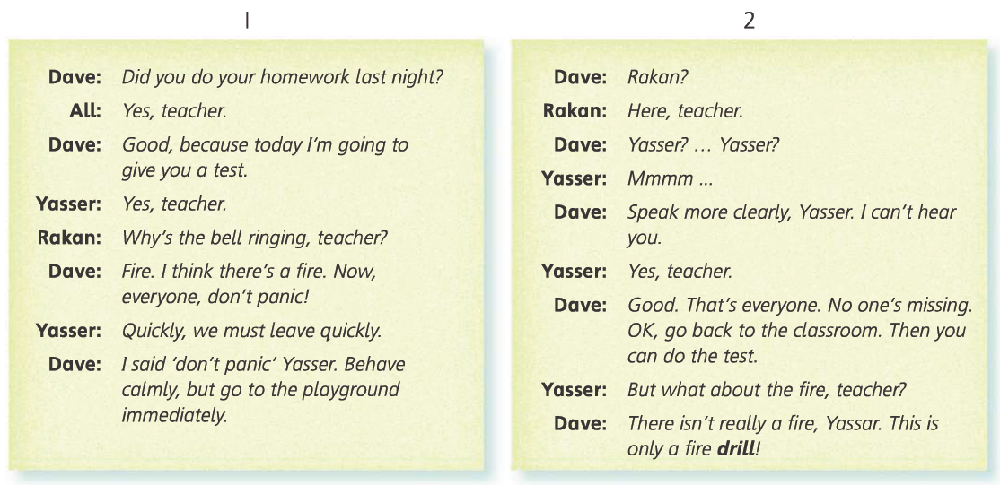 1
Dave: Did you do your homework last night?
All: Yes, teacher.
Dave: Good, because today I'm going to
give you a test.
Yasser: Yes, teacher.
Rakan: Why's the bell ringing, teacher?
Dave: Fire. I think there's a fire. Now,
everyone, don't panic!
Yasser: Quickly, we must leave quickly.
Dave: I said 'don't panic' Yasser. Behave
calmly, but go to the playground
immediately.
2
Dave: Rakan?
Rakan: Here, teacher.
Dave: Yasser? ... Yasser?
Yasser: Mmmm ...
Dave: Speak more clearly, Yasser. I can't hear
you.
Yasser: Yes, teacher.
Dave: Good. That's everyone. No one's missing.
OK, go back to the classroom. Then you
can do the test.
Yasser: But what about the fire, teacher?
Dave: There isn't really a fire, Yassar. This is
only a fire drill!